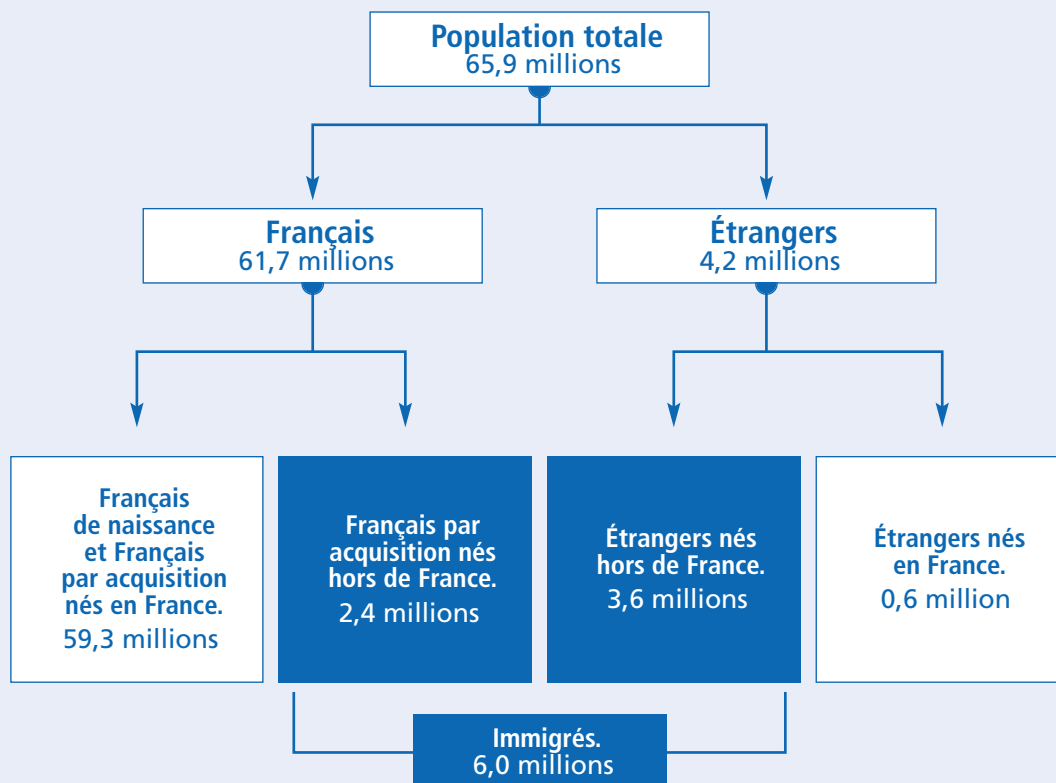 Population totale
65,9 millions
Français
61,7 millions
Étrangers
4,2 millions
Français
de naissance
et Français
par acquisition
nés en France.
59,3 millions
Français par
acquisition nés
hors de France.
2,4 millions
Étrangers nés
hors de France.
3,6 millions
Étrangers nés
en France.
0,6 million
Immigrés.
6,0 millions